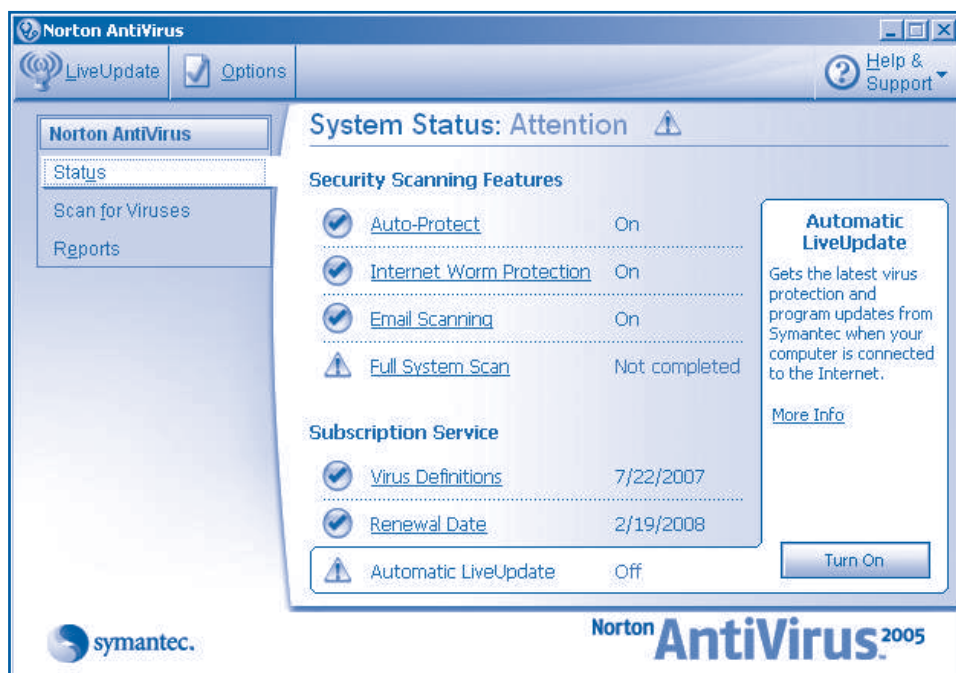 Norton AntiVirus
LiveUpdate Options Help & Support
Norton AntiVirus
Status
Scan for Viruses
Reports
System Status: Attention
Security Scanning Features
Auto-Protect On
Internet Worm Protection On
Email Scanning On
Full System Scan Not completed
Subscription Service
Virus Definitions 7/22/2007
Renewal Date 2/19/2008
Automatic LiveUpdate Off
Automatic
LiveUpdate
Gets the latest virus
protection and
program updates from
Symantec when your
computer is connected
to the Internet.
More Info
Turn On
symantec.
Norton AntiVirus 2005